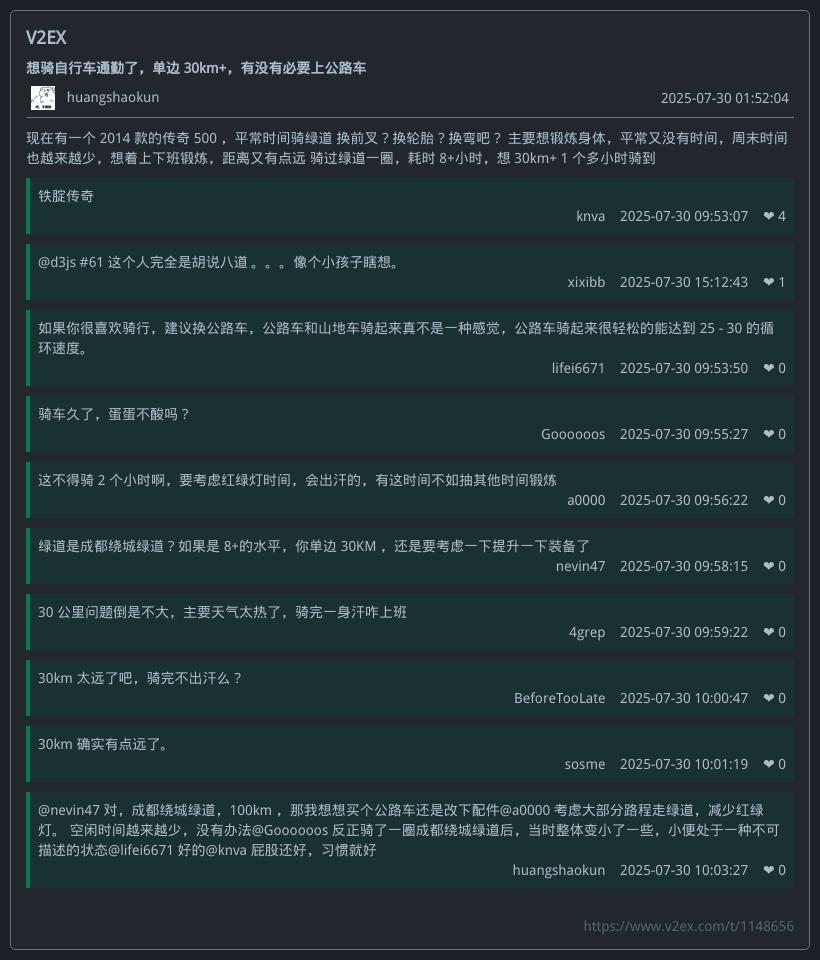 V2EX
想骑自行车通勤了，单边 30km+，有没有必要上公路车
huangshaokun
2025-07-30 01:52:04
现在有一个 2014 款的传奇 500 ，平常时间骑绿道 换前叉？换轮胎？换弯吧？ 主要想锻炼身体，平常又没有时间，周末时间
也越来越少，想着上下班锻炼，距离又有点远 骑过绿道一圈，耗时 8+小时，想 30km+ 1 个多小时骑到
铁腚传奇
knva 2025-07-30 09:53:07 ❤ 4
@d3js #61 这个人完全是胡说八道 。。。像个小孩子瞎想。
xixibb 2025-07-30 15:12:43 ❤ 1
如果你很喜欢骑行，建议换公路车，公路车和山地车骑起来真不是一种感觉，公路车骑起来很轻松的能达到 25 - 30 的循
环速度。
lifei6671 2025-07-30 09:53:50 ❤ 0
骑车久了，蛋蛋不酸吗？
Goooooos 2025-07-30 09:55:27 ❤ 0
这不得骑 2 个小时啊，要考虑红绿灯时间，会出汗的，有这时间不如抽其他时间锻炼
a0000 2025-07-30 09:56:22 ❤ 0
绿道是成都绕城绿道？如果是 8+的水平，你单边 30KM ，还是要考虑一下提升一下装备了
nevin47 2025-07-30 09:58:15 ❤ 0
30 公里问题倒是不大，主要天气太热了，骑完一身汗咋上班
4grep 2025-07-30 09:59:22 ❤ 0
30km 太远了吧，骑完不出汗么？
BeforeTooLate 2025-07-30 10:00:47 ❤ 0
30km 确实有点远了。
sosme 2025-07-30 10:01:19 ❤ 0
@nevin47 对，成都绕城绿道，100km ，那我想想买个公路车还是改下配件@a0000 考虑大部分路程走绿道，减少红绿
灯。 空闲时间越来越少，没有办法@Goooooos 反正骑了一圈成都绕城绿道后，当时整体变小了一些，小便处于一种不可
描述的状态@lifei6671 好的@knva 屁股还好，习惯就好
huangshaokun 2025-07-30 10:03:27 ❤ 0
https://www.v2ex.com/t/1148656